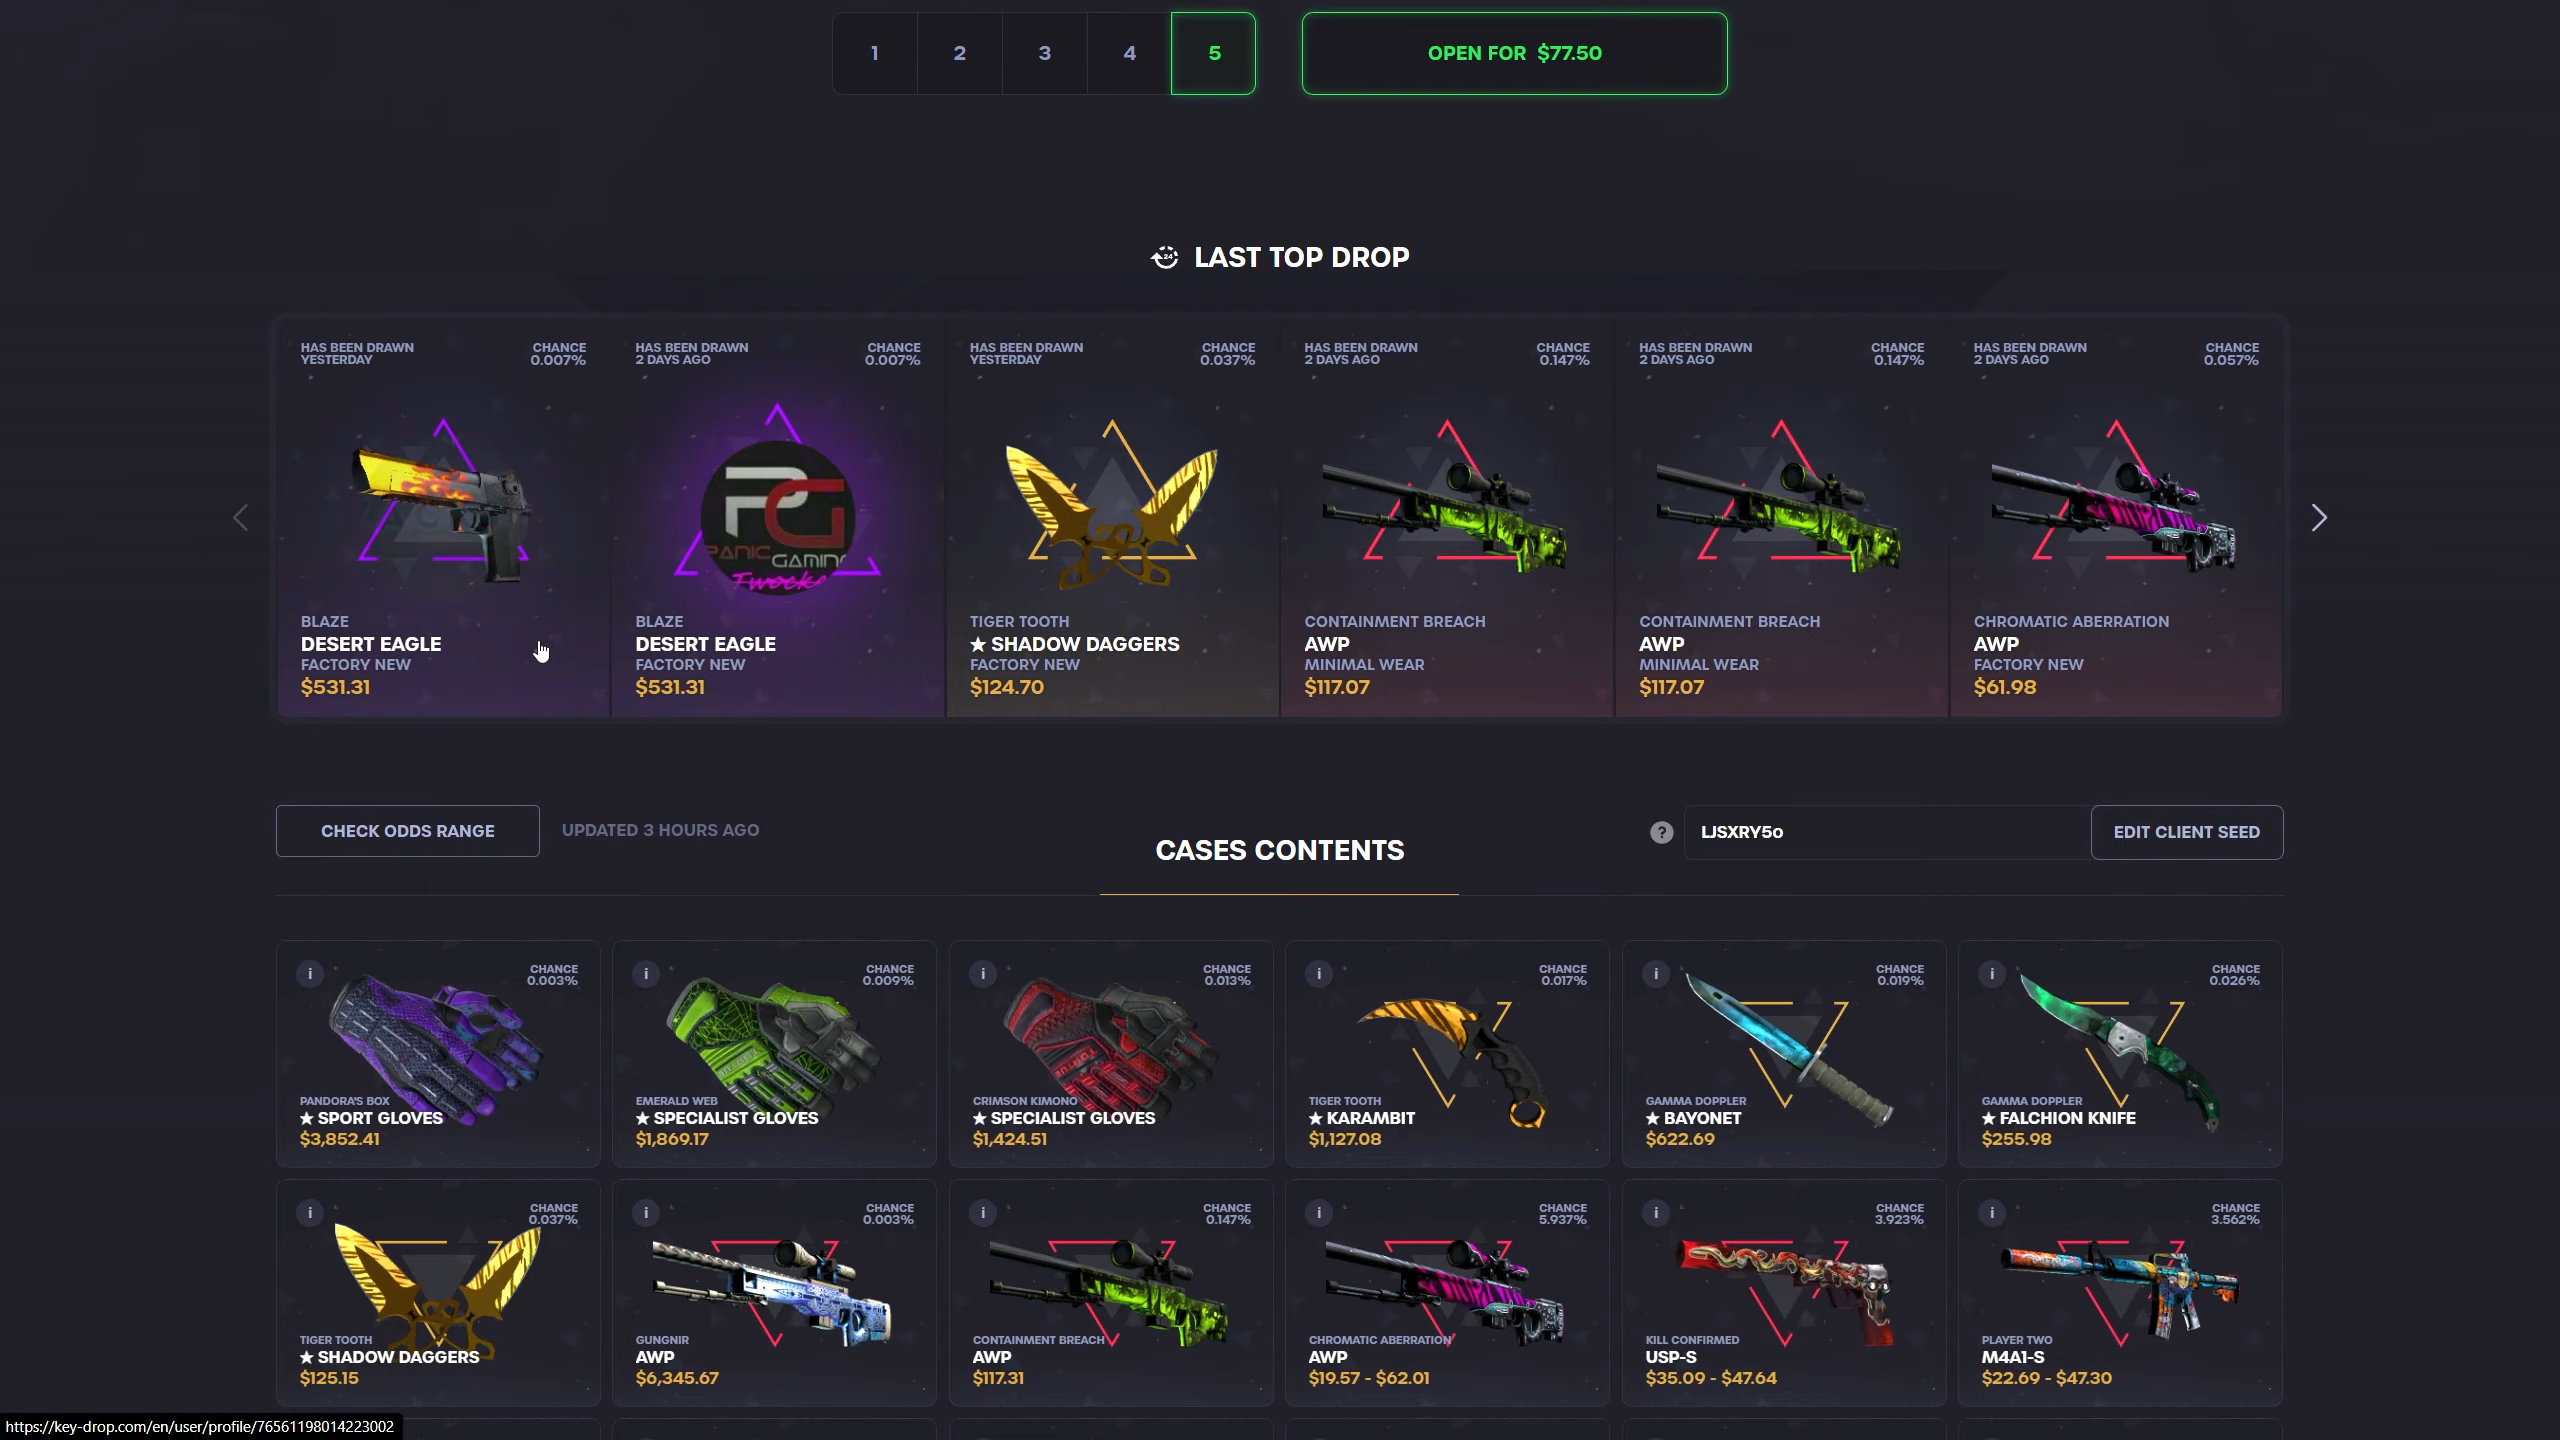 1
2
3
4
5
OPEN FOR $77.50
LAST TOP DROP
HAS BEEN DRAWN
YESTERDAY
CHANCE
0.007%
BLAZE
DESERT EAGLE
FACTORY NEW
$531.31
HAS BEEN DRAWN
2 DAYS AGO
CHANCE
0.007%
PG
PANIC
GAMING
BLAZE
DESERT EAGLE
FACTORY NEW
$531.31
HAS BEEN DRAWN
YESTERDAY
CHANCE
0.037%
TIGER TOOTH
★ SHADOW DAGGERS
FACTORY NEW
$124.70
HAS BEEN DRAWN
2 DAYS AGO
CHANCE
0.147%
CONTAINMENT BREACH
AWP
MINIMAL WEAR
$117.07
HAS BEEN DRAWN
2 DAYS AGO
CHANCE
0.147%
CONTAINMENT BREACH
AWP
MINIMAL WEAR
$117.07
HAS BEEN DRAWN
2 DAYS AGO
CHANCE
0.057%
CHROMATIC ABERRATION
AWP
FACTORY NEW
$61.98
CHECK ODDS RANGE
UPDATED 3 HOURS AGO
CASES CONTENTS
?
LJSXRY5o
EDIT CLIENT SEED
i
CHANCE
0.003%
PANDORA'S BOX
★ SPORT GLOVES
$3,852.41
i
CHANCE
0.009%
EMERALD WEB
★ SPECIALIST GLOVES
$1,869.17
i
CHANCE
0.013%
CRIMSON KIMONO
★ SPECIALIST GLOVES
$1,424.51
i
CHANCE
0.017%
TIGER TOOTH
★ KARAMBIT
$1,127.08
i
CHANCE
0.019%
GAMMA DOPPLER
★ BAYONET
$622.69
i
CHANCE
0.026%
GAMMA DOPPLER
★ FALCHION KNIFE
$255.98
i
CHANCE
0.037%
TIGER TOOTH
★ SHADOW DAGGERS
$125.15
i
CHANCE
0.003%
GUNGNIR
AWP
$6,345.67
i
CHANCE
0.147%
CONTAINMENT BREACH
AWP
$117.31
i
CHANCE
5.937%
CHROMATIC ABERRATION
AWP
$19.57 - $62.01
i
CHANCE
3.923%
KILL CONFIRMED
USP-S
$35.09 - $47.64
i
CHANCE
3.562%
PLAYER TWO
M4A1-S
$22.69 - $47.30
https://key-drop.com/en/user/profile/76561198014223002